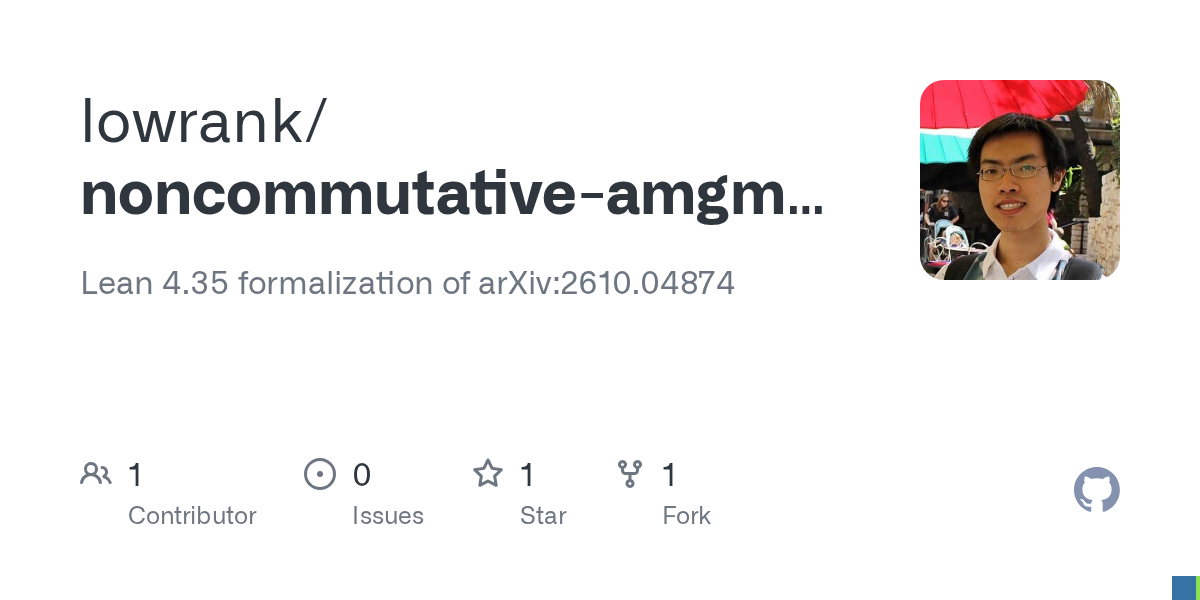 lowrank/
noncommutative-amgm...
Lean 4.35 formalization of arXiv:2610.04874
1
Contributor
0
Issues
1
Star
1
Fork